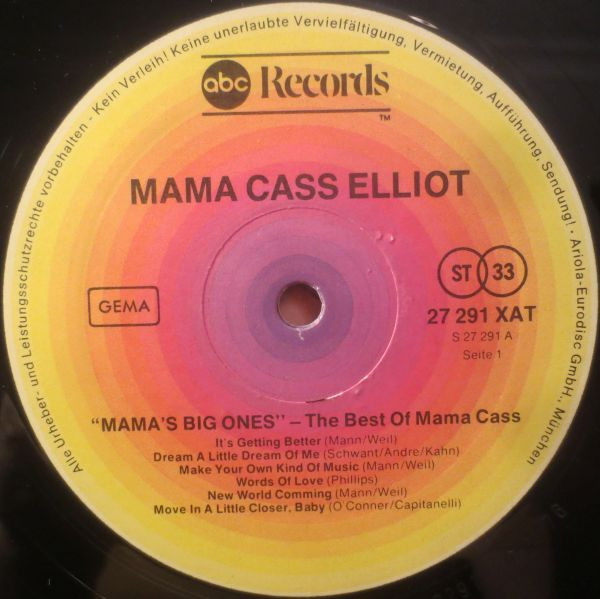 Alle Urheber- und Leistungsschutzrechte vorbehalten - Kein Verleih! Keine unerlaubte Vervielfältigung, Vermietung, Aufführung, Sendung! • Ariola-Eurodisc GmbH., München
abc Records
TM
MAMA CASS ELLIOT
GEMA
ST 33
27 291 XAT
S 27 291 A
Seite 1
"MAMA'S BIG ONES" – The Best Of Mama Cass
It's Getting Better (Mann/Weil)
Dream A Little Dream Of Me (Schwant/Andre/Kahn)
Make Your Own Kind Of Music (Mann/Weil)
Words Of Love (Phillips)
New World Comming (Mann/Weil)
Move In A Little Closer, Baby (O'Conner/Capitanelli)